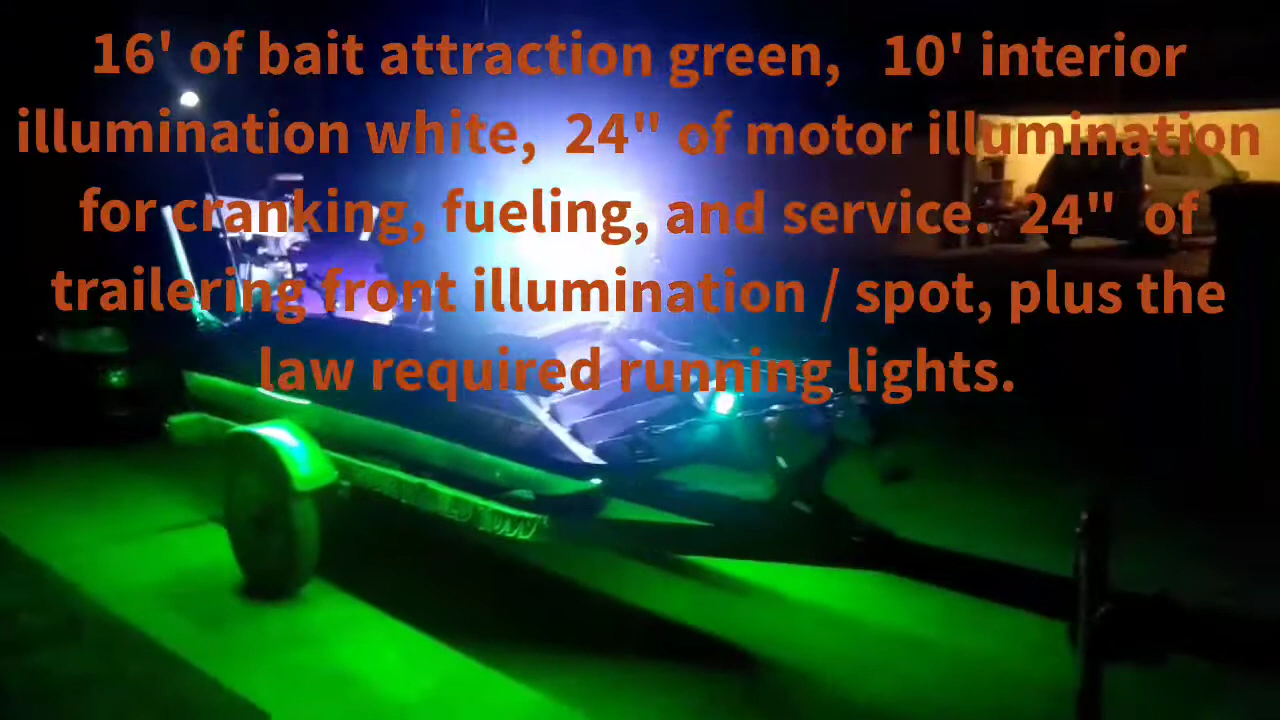 16' of bait attraction green,   10' interior
illumination white,  24" of motor illumination
for cranking, fueling, and service.  24"  of
trailering front illumination / spot, plus the
law required running lights.